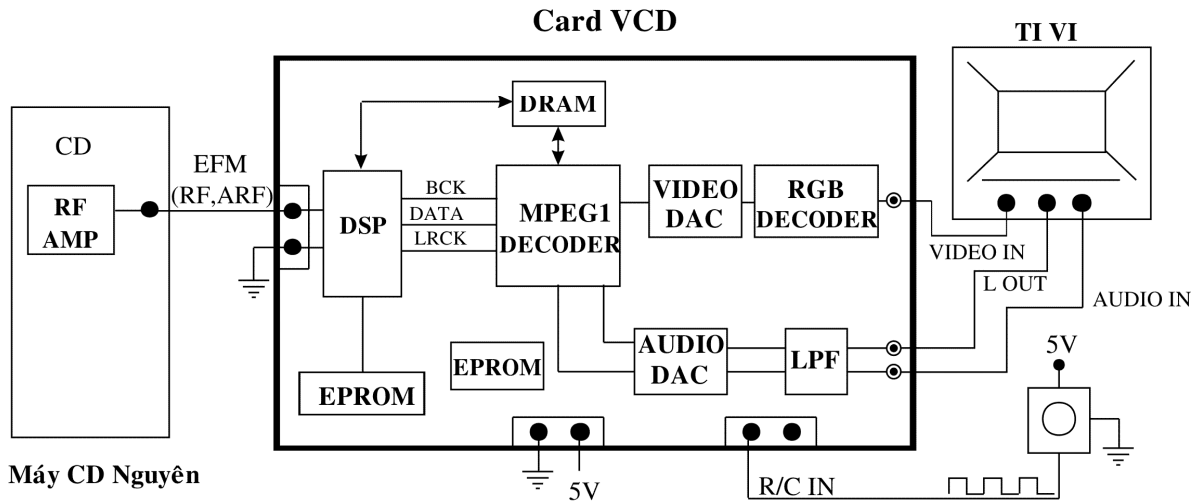 Card VCD
TI VI
CD
RF
AMP
EFM
(RF,ARF)
DRAM
DSP
BCK
DATA
LRCK
MPEG1
DECODER
VIDEO
DAC
RGB
DECODER
VIDEO IN
L OUT
AUDIO IN
EPROM
EPROM
AUDIO
DAC
LPF
5V
5V
R/C IN
Máy CD Nguyên